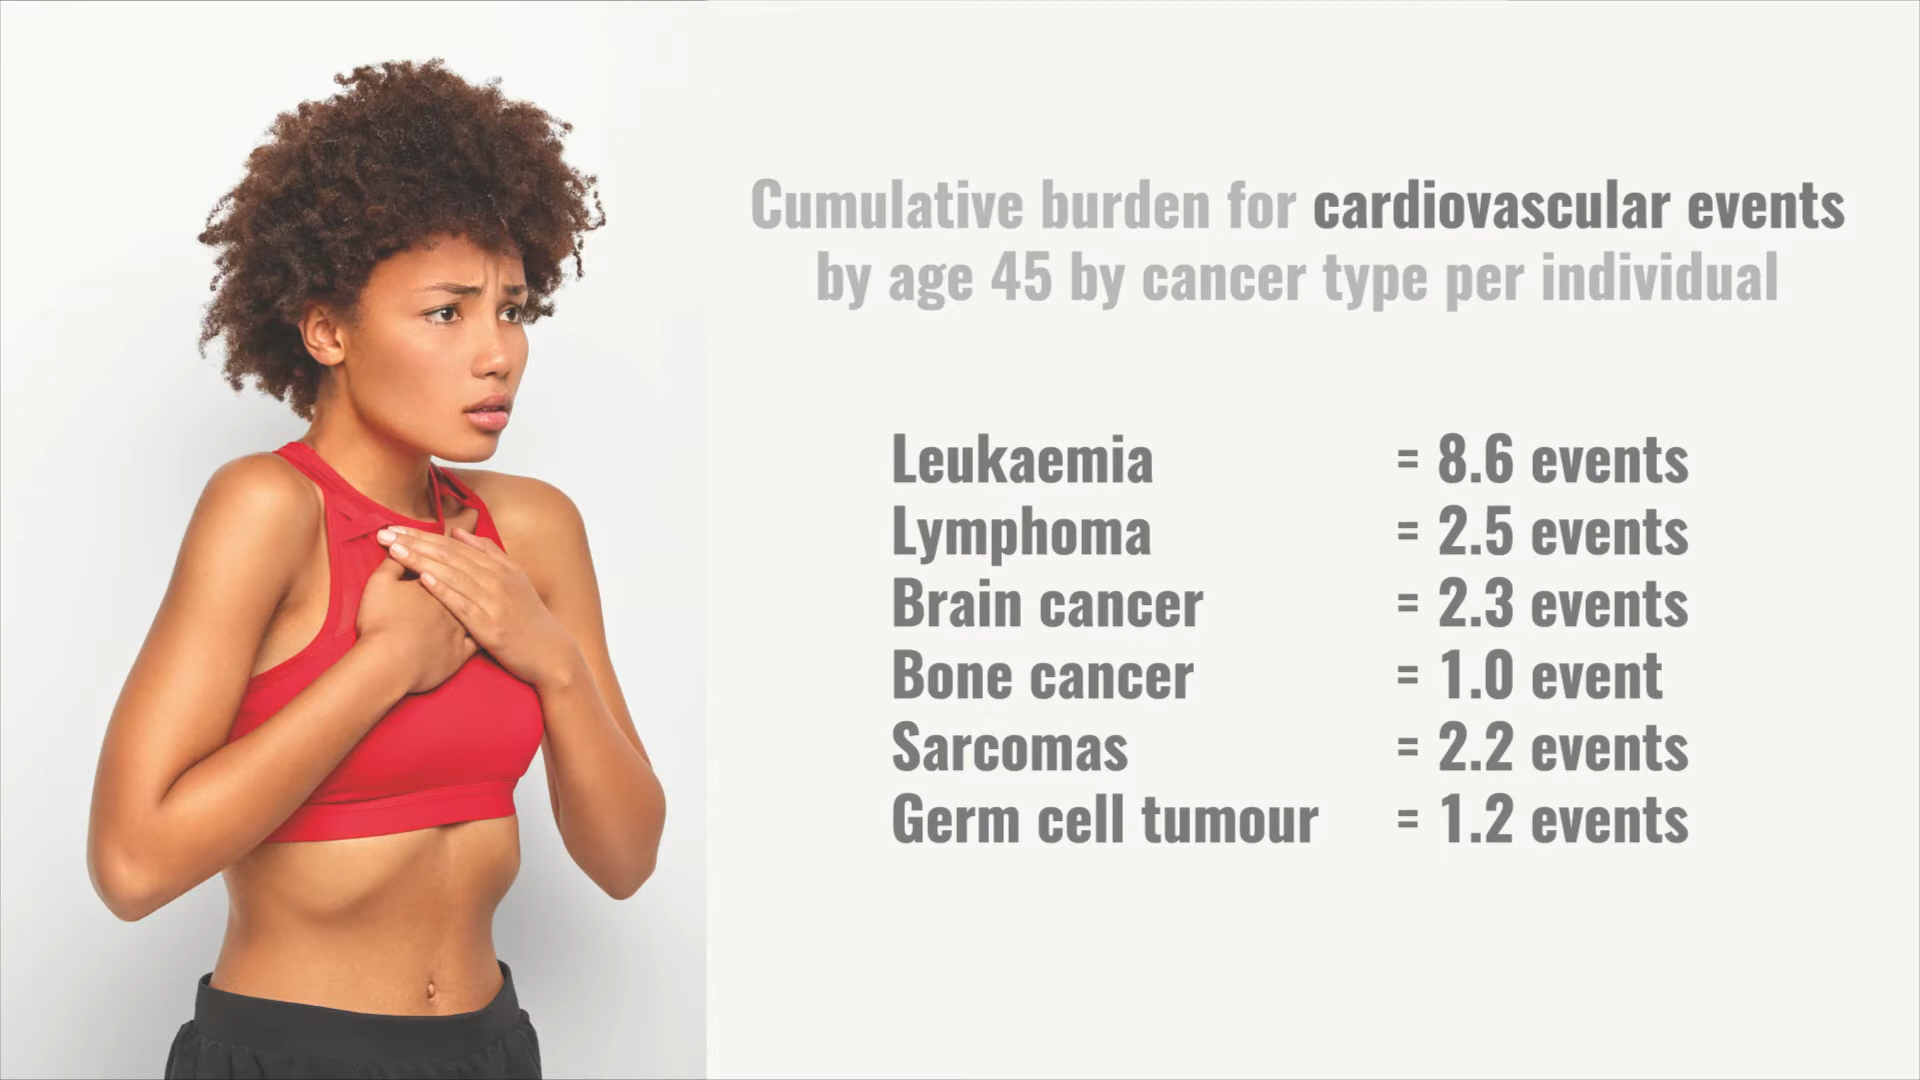 Cumulative burden for cardiovascular events
by age 45 by cancer type per individual
Leukaemia = 8.6 events
Lymphoma = 2.5 events
Brain cancer = 2.3 events
Bone cancer = 1.0 event
Sarcomas = 2.2 events
Germ cell tumour = 1.2 events